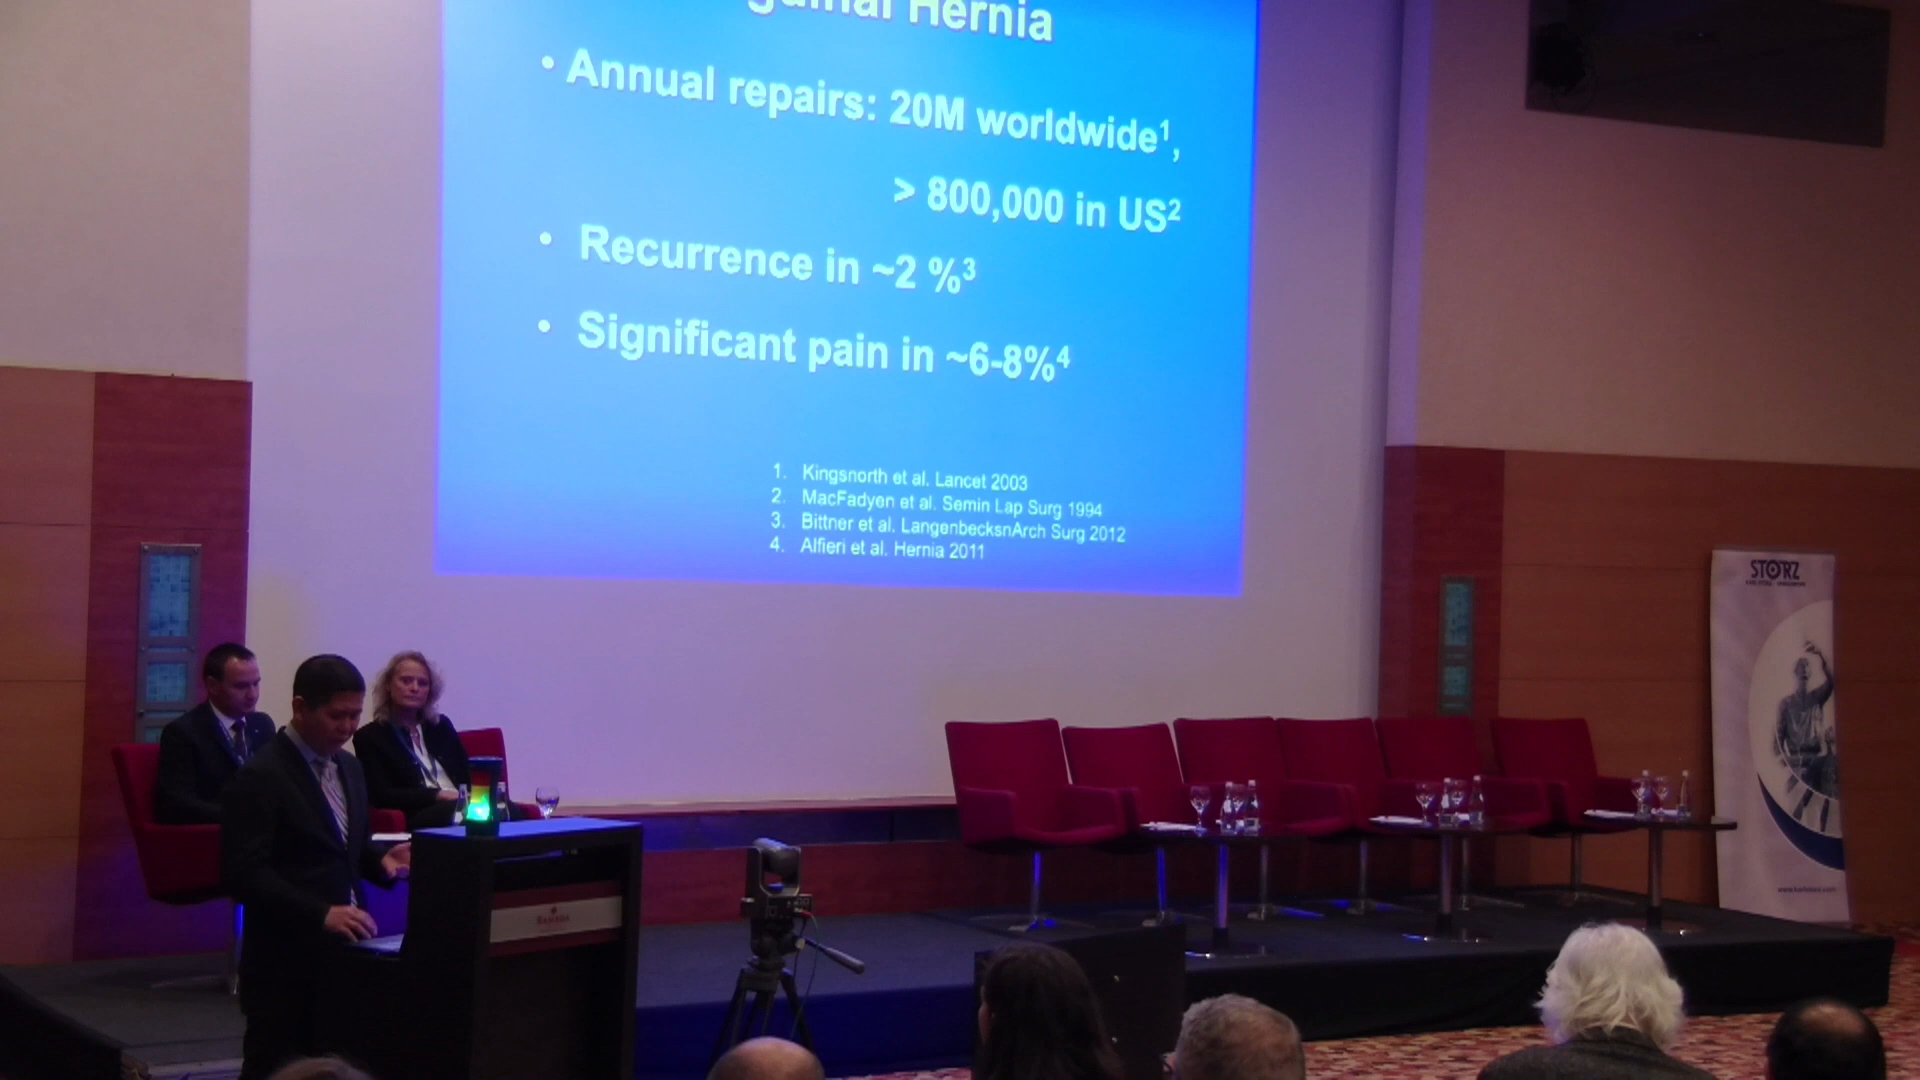 Hernia
• Annual repairs: 20M worldwide1,
> 800,000 in US2
• Recurrence in ~2 %3
• Significant pain in ~6-8%4
1. Kingsnorth et al. Lancet 2003
2. MacFadyen et al. Semin Lap Surg 1994
3. Bittner et al. LangenbecksnArch Surg 2012
4. Alfieri et al. Hernia 2011
STORZ
RAMADA